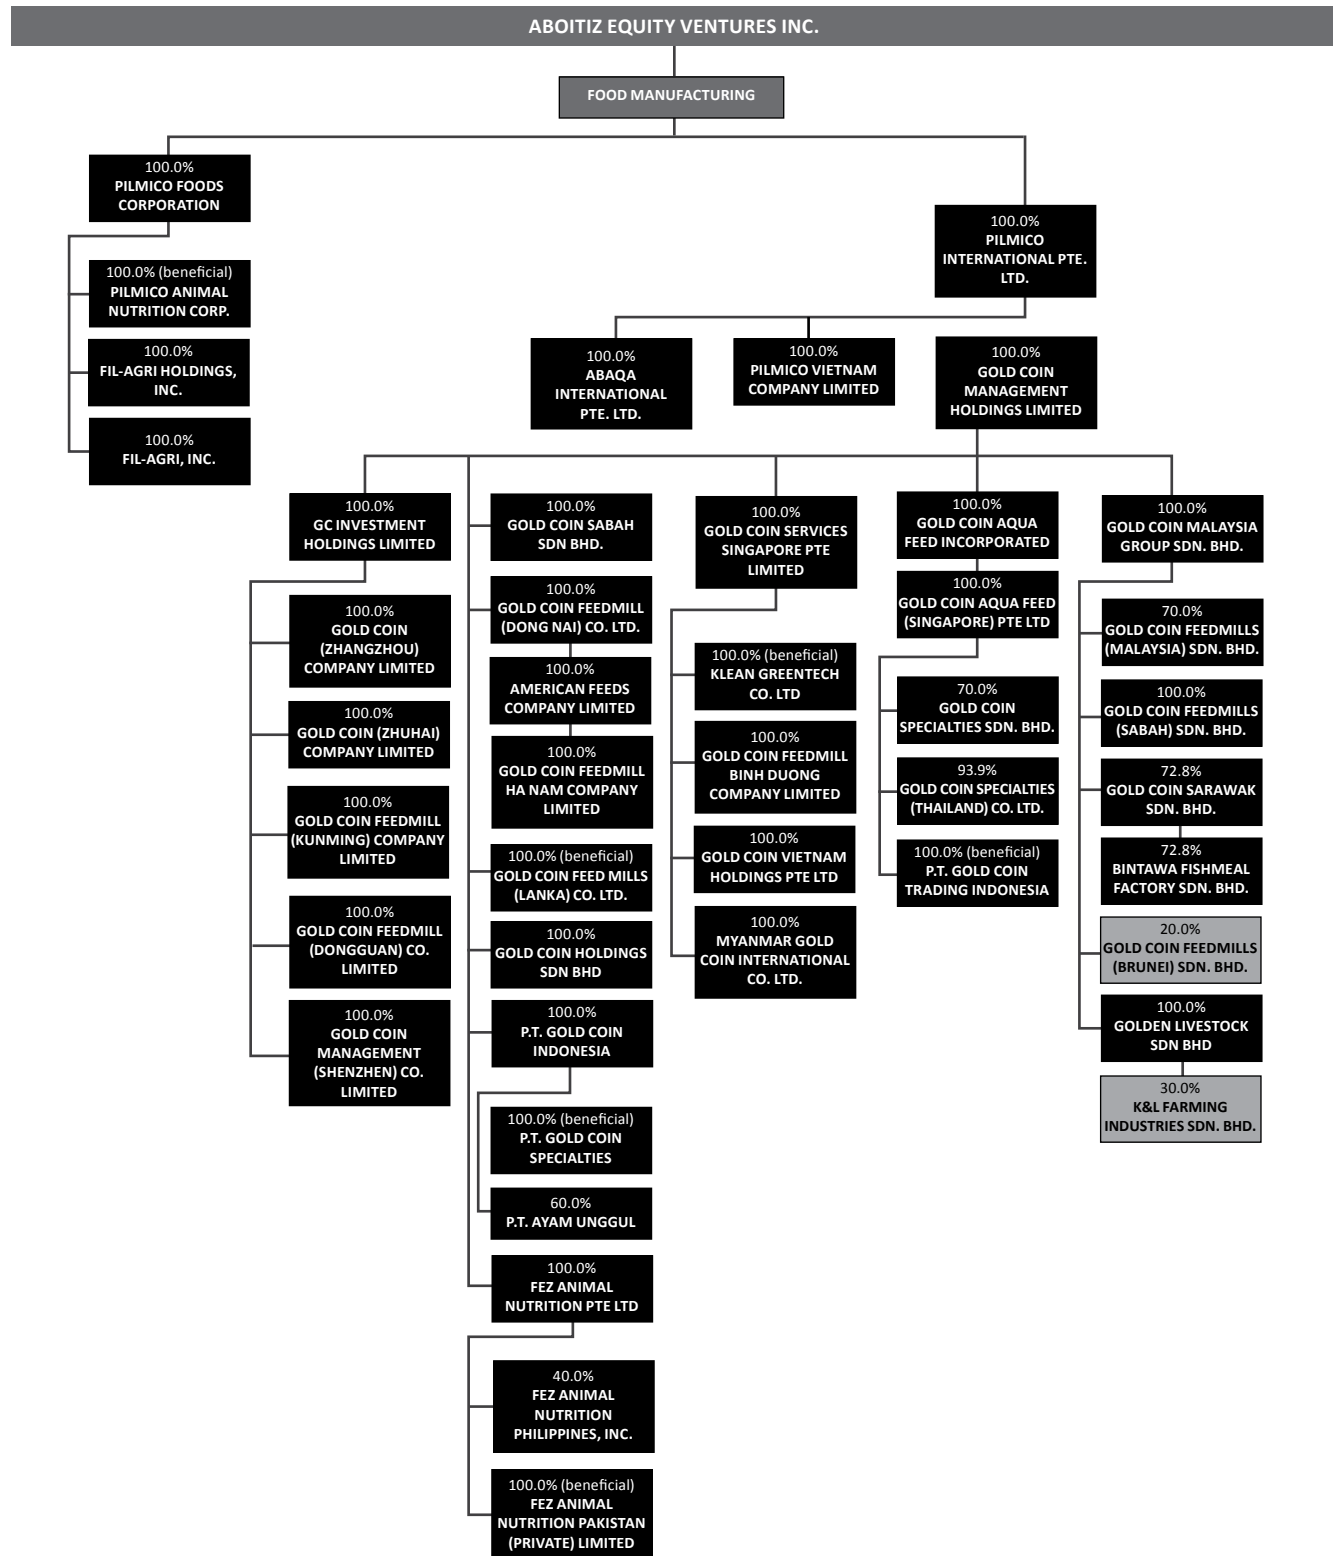 ABOITIZ EQUITY VENTURES INC.
FOOD MANUFACTURING
100.0%
PILMICO FOODS
CORPORATION
100.0% (beneficial)
PILMICO ANIMAL
NUTRITION CORP.
100.0%
FIL-AGRI HOLDINGS,
INC.
100.0%
FIL-AGRI, INC.
100.0%
PILMICO
INTERNATIONAL PTE.
LTD.
100.0%
ABAQA
INTERNATIONAL
PTE. LTD.
100.0%
PILMICO VIETNAM
COMPANY LIMITED
100.0%
GOLD COIN
MANAGEMENT
HOLDINGS LIMITED
100.0%
GC INVESTMENT
HOLDINGS LIMITED
100.0%
GOLD COIN
(ZHANGZHOU)
COMPANY LIMITED
100.0%
GOLD COIN (ZHUHAI)
COMPANY LIMITED
100.0%
GOLD COIN FEEDMILL
(KUNMING) COMPANY
LIMITED
100.0%
GOLD COIN FEEDMILL
(DONGGUAN) CO.
LIMITED
100.0%
GOLD COIN
MANAGEMENT
(SHENZHEN) CO.
LIMITED
100.0%
GOLD COIN SABAH
SDN BHD.
100.0%
GOLD COIN FEEDMILL
(DONG NAI) CO. LTD.
100.0%
AMERICAN FEEDS
COMPANY LIMITED
100.0%
GOLD COIN FEEDMILL
HA NAM COMPANY
LIMITED
100.0% (beneficial)
GOLD COIN FEED MILLS
(LANKA) CO. LTD.
100.0%
GOLD COIN HOLDINGS
SDN BHD
100.0%
P.T. GOLD COIN
INDONESIA
100.0% (beneficial)
P.T. GOLD COIN
SPECIALTIES
60.0%
P.T. AYAM UNGGUL
100.0%
FEZ ANIMAL
NUTRITION PTE LTD
40.0%
FEZ ANIMAL
NUTRITION
PHILIPPINES, INC.
100.0% (beneficial)
FEZ ANIMAL
NUTRITION PAKISTAN
(PRIVATE) LIMITED
100.0%
GOLD COIN SERVICES
SINGAPORE PTE
LIMITED
100.0% (beneficial)
KLEAN GREENTECH
CO. LTD
100.0%
GOLD COIN FEEDMILL
BINH DUONG
COMPANY LIMITED
100.0%
GOLD COIN VIETNAM
HOLDINGS PTE LTD
100.0%
MYANMAR GOLD
COIN INTERNATIONAL
CO. LTD.
100.0%
GOLD COIN AQUA
FEED INCORPORATED
100.0%
GOLD COIN AQUA FEED
(SINGAPORE) PTE LTD
70.0%
GOLD COIN
SPECIALTIES SDN. BHD.
93.9%
GOLD COIN SPECIALTIES
(THAILAND) CO. LTD.
100.0% (beneficial)
P.T. GOLD COIN
TRADING INDONESIA
100.0%
GOLD COIN MALAYSIA
GROUP SDN. BHD.
70.0%
GOLD COIN FEEDMILLS
(MALAYSIA) SDN. BHD.
100.0%
GOLD COIN FEEDMILLS
(SABAH) SDN. BHD.
72.8%
GOLD COIN SARAWAK
SDN. BHD.
72.8%
BINTAWA FISHMEAL
FACTORY SDN. BHD.
20.0%
GOLD COIN FEEDMILLS
(BRUNEI) SDN. BHD.
100.0%
GOLDEN LIVESTOCK
SDN BHD
30.0%
K&L FARMING
INDUSTRIES SDN. BHD.